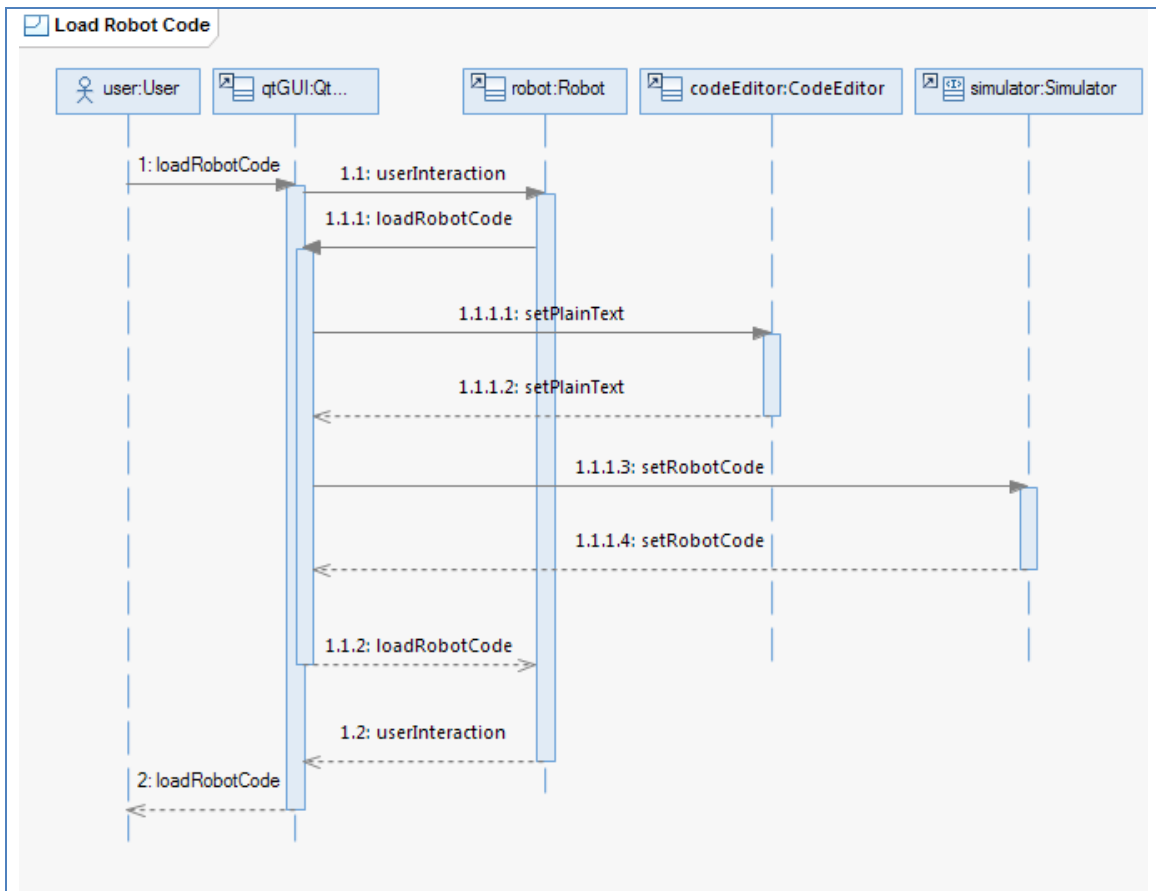 Load Robot Code
user:User
qtGUI:Qt...
robot:Robot
codeEditor:CodeEditor
simulator:Simulator
1: loadRobotCode
1.1: userInteraction
1.1.1: loadRobotCode
1.1.1.1: setPlainText
1.1.1.2: setPlainText
1.1.1.3: setRobotCode
1.1.1.4: setRobotCode
1.1.2: loadRobotCode
1.2: userInteraction
2: loadRobotCode